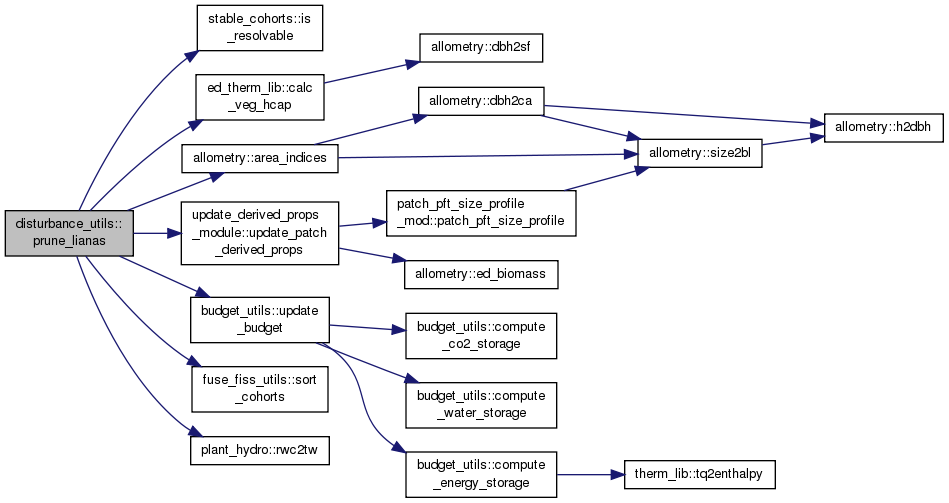 disturbance_utils::
prune_lianas
stable_cohorts::is
_resolvable
ed_therm_lib::calc
_veg_hcap
allometry::area_indices
update_derived_props
_module::update_patch
_derived_props
budget_utils::update
_budget
fuse_fiss_utils::sort
_cohorts
plant_hydro::rwc2tw
allometry::dbh2sf
allometry::dbh2ca
patch_pft_size_profile
_mod::patch_pft_size_profile
allometry::ed_biomass
budget_utils::compute
_co2_storage
budget_utils::compute
_water_storage
budget_utils::compute
_energy_storage
allometry::size2bl
therm_lib::tq2enthalpy
allometry::h2dbh